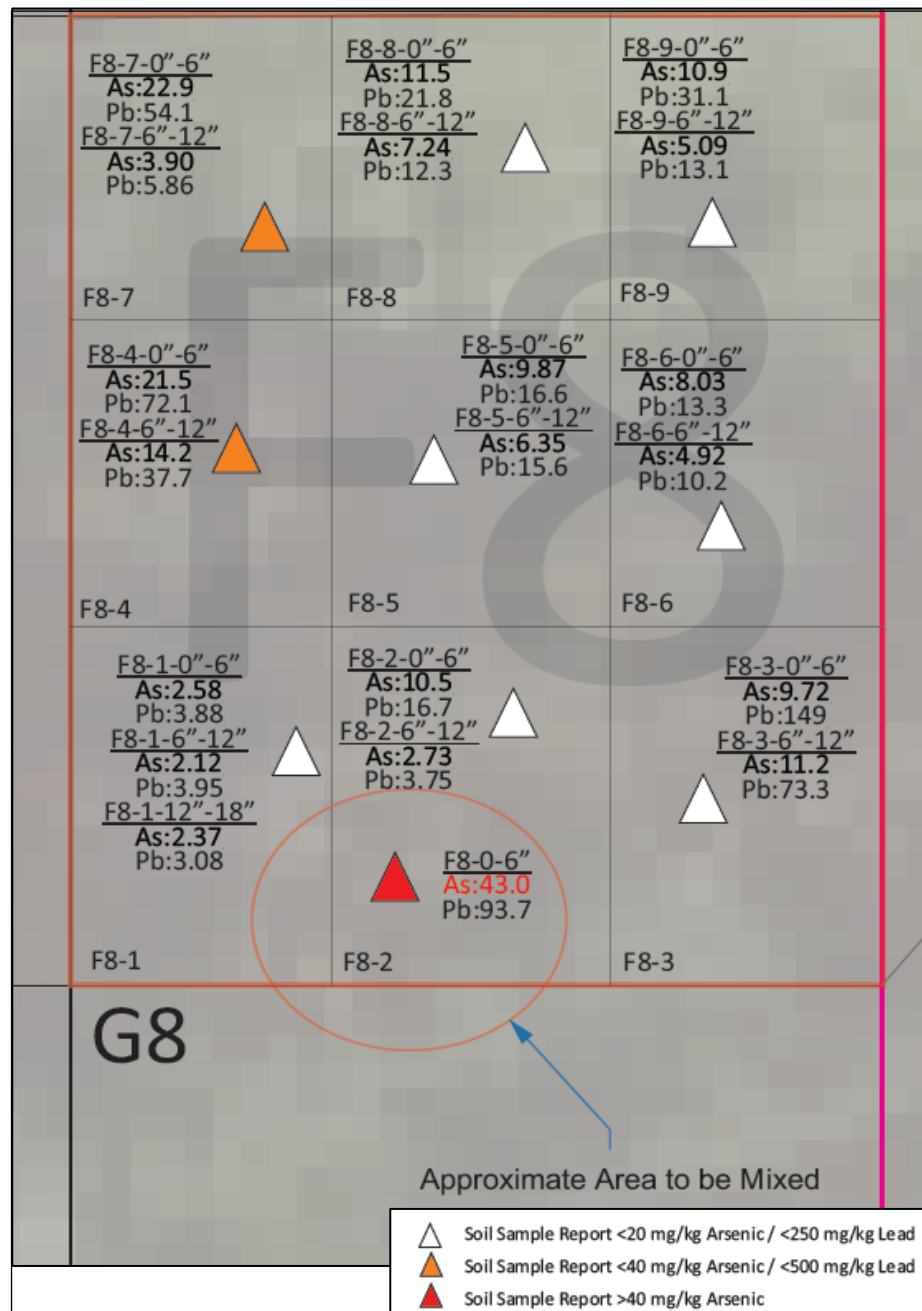 F8-7-0”-6”
As:22.9
Pb:54.1
F8-7-6”-12”
As:3.90
Pb:5.86
F8-7
F8-8-0”-6”
As:11.5
Pb:21.8
F8-8-6”-12”
As:7.24
Pb:12.3
F8-8
F8-9-0”-6”
As:10.9
Pb:31.1
F8-9-6”-12”
As:5.09
Pb:13.1
F8-9
F8
F8-4-0”-6”
As:21.5
Pb:72.1
F8-4-6”-12”
As:14.2
Pb:37.7
F8-4
F8-5-0”-6”
As:9.87
Pb:16.6
F8-5-6”-12”
As:6.35
Pb:15.6
F8-5
F8-6-0”-6”
As:8.03
Pb:13.3
F8-6-6”-12”
As:4.92
Pb:10.2
F8-6
F8-1-0”-6”
As:2.58
Pb:3.88
F8-1-6”-12”
As:2.12
Pb:3.95
F8-1-12”-18”
As:2.37
Pb:3.08
F8-1
F8-2-0”-6”
As:10.5
Pb:16.7
F8-2-6”-12”
As:2.73
Pb:3.75
F8-0-6”
As:43.0
Pb:93.7
F8-2
F8-3-0”-6”
As:9.72
Pb:149
F8-3-6”-12”
As:11.2
Pb:73.3
F8-3
G8
Approximate Area to be Mixed
Soil Sample Report <20 mg/kg Arsenic / <250 mg/kg Lead
Soil Sample Report <40 mg/kg Arsenic / <500 mg/kg Lead
Soil Sample Report >40 mg/kg Arsenic